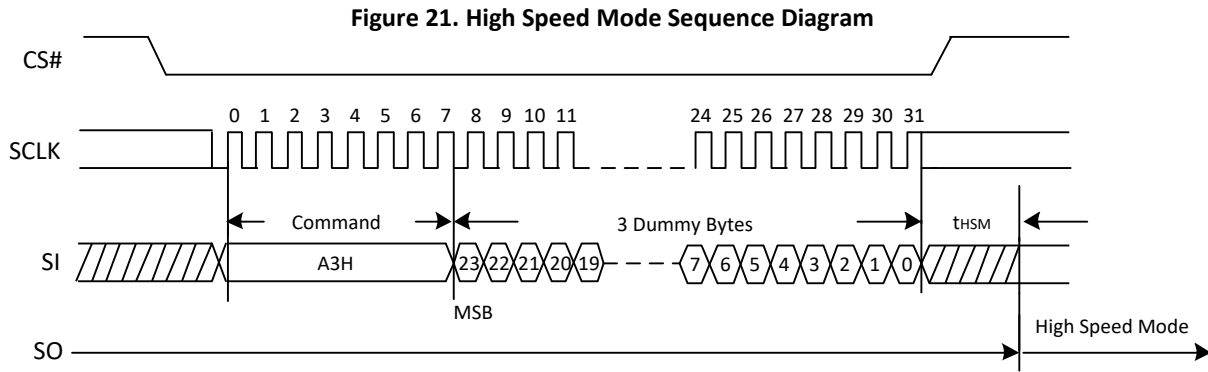 Figure 21. High Speed Mode Sequence Diagram
CS#
0 1 2 3 4 5 6 7 8 9 10 11 24 25 26 27 28 29 30 31
SCLK
Command 3 Dummy Bytes tHSM
SI A3H 23 22 21 20 19 7 6 5 4 3 2 1 0
MSB
High Speed Mode
SO